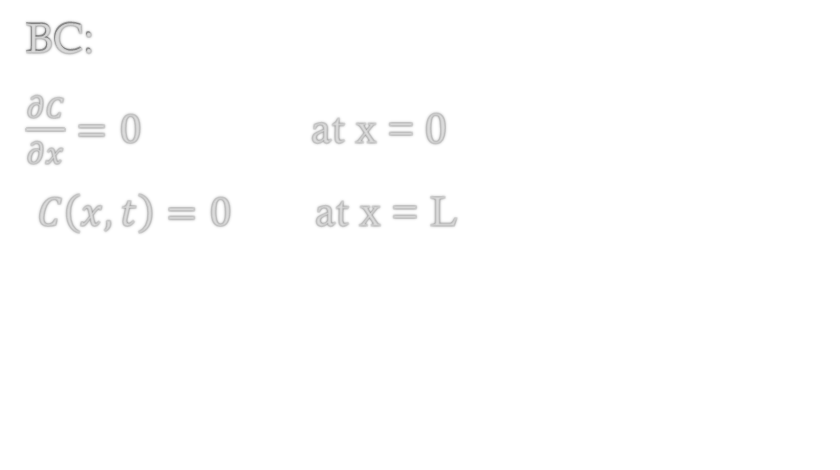 BC:
∂C/∂x = 0 at x = 0
C(x, t) = 0 at x = L